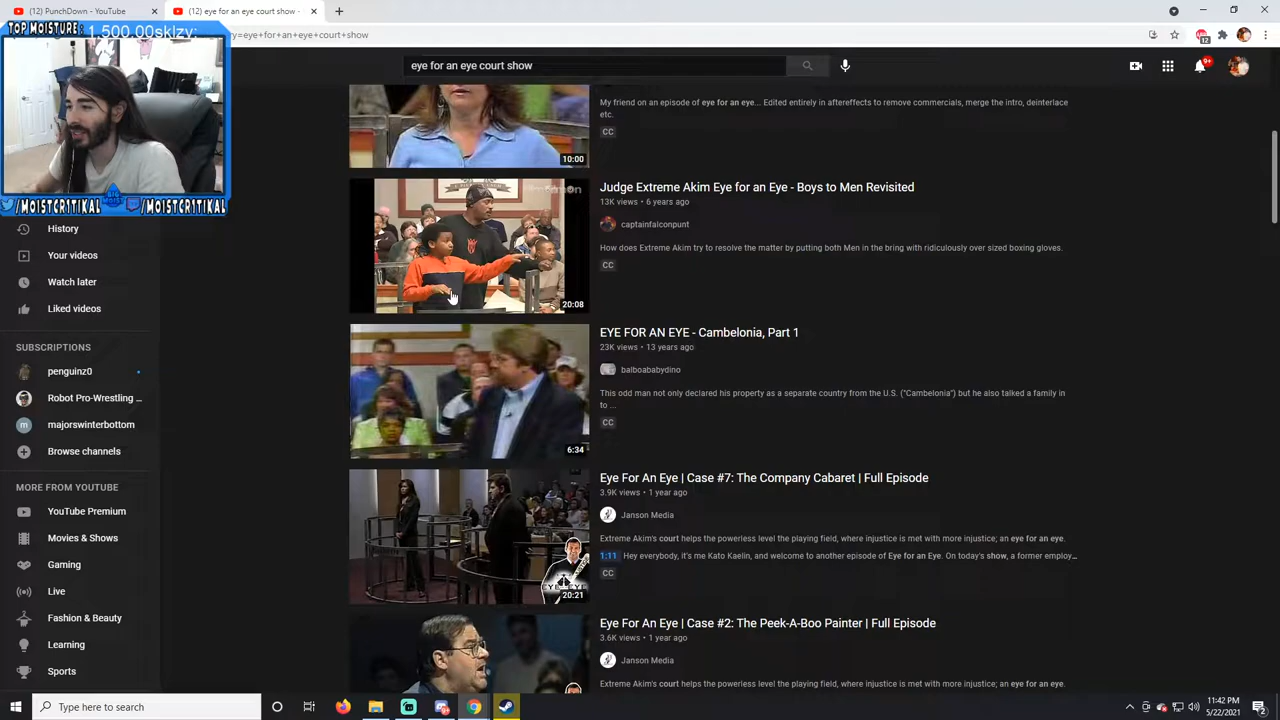 (12) PunchDown - YouTube
(12) eye for an eye court show -
TOP MOISTURE:
1,500.00sklzy:
y=eye+for+an+eye+court+show
12
eye for an eye court show
9+
BIG MOIST
/MOISTCR1TIKAL
/MOISTCR1TIKAL
History
Your videos
Watch later
Liked videos
SUBSCRIPTIONS
penguinz0
Robot Pro-Wrestling ...
m
majorswinterbottom
Browse channels
MORE FROM YOUTUBE
YouTube Premium
Movies & Shows
Gaming
Live
Fashion & Beauty
Learning
Sports
My friend on an episode of eye for an eye... Edited entirely in aftereffects to remove commercials, merge the intro, deinterlace
etc.
CC
10:00
Judge Extreme Akim Eye for an Eye - Boys to Men Revisited
13K views • 6 years ago
captainfalconpunt
How does Extreme Akim try to resolve the matter by putting both Men in the bring with ridiculously over sized boxing gloves.
CC
20:08
EYE FOR AN EYE - Cambelonia, Part 1
23K views • 13 years ago
balboababydino
This odd man not only declared his property as a separate country from the U.S. ("Cambelonia") but he also talked a family in
to ...
CC
6:34
Eye For An Eye | Case #7: The Company Cabaret | Full Episode
3.9K views • 1 year ago
Janson Media
Extreme Akim's court helps the powerless level the playing field, where injustice is met with more injustice; an eye for an eye.
1:11 Hey everybody, it's me Kato Kaelin, and welcome to another episode of Eye for an Eye. On today's show, a former employ...
CC
20:21
Eye For An Eye | Case #2: The Peek-A-Boo Painter | Full Episode
3.6K views • 1 year ago
Janson Media
Extreme Akim's court helps the powerless level the playing field, where injustice is met with more injustice; an eye for an eye.
Type here to search
11:42 PM
5/22/2021
2